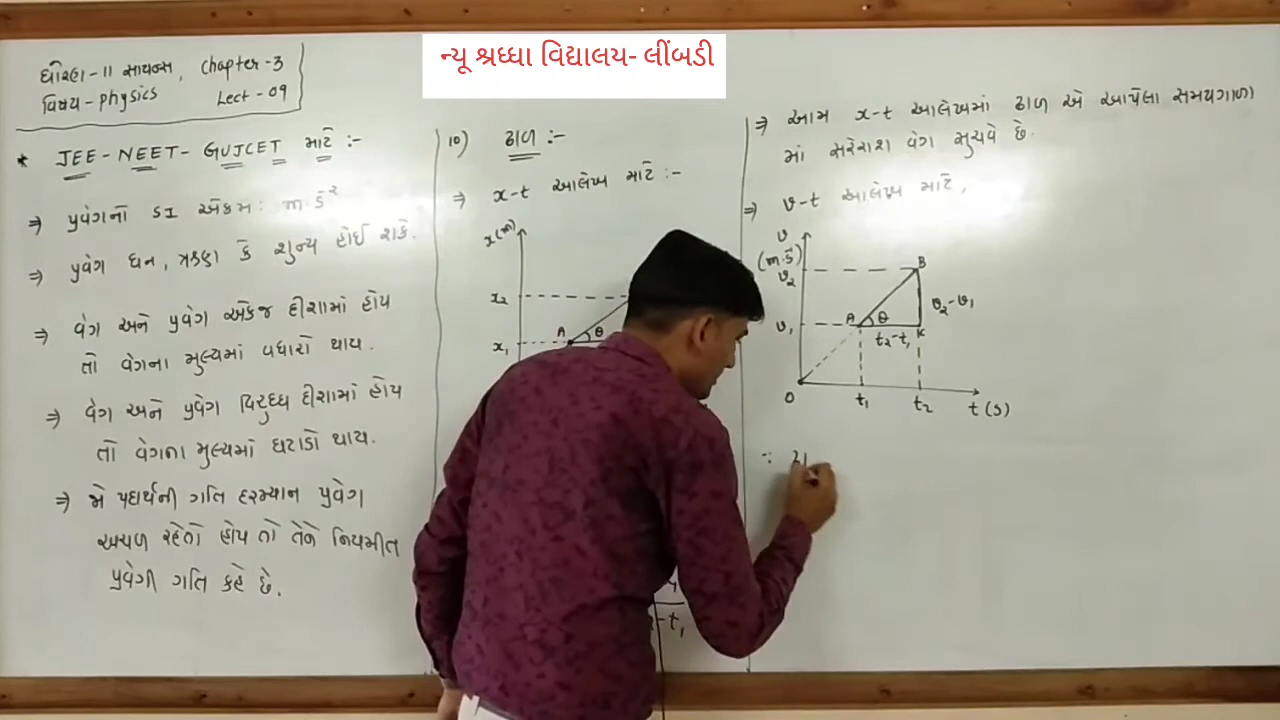 ન્યૂ શ્રધ્ધા વિદ્યાલય- લીંબડી
ધોરણ-11 સાયન્સ, Chapter-3
વિષય-Physics Lect-09
* JEE-NEET-GUJCET માટે :-
⇒ પ્રવેગનો SI એકમ: m.s̄²
⇒ પ્રવેગ ધન, ઋણ કે શુન્ય હોઈ શકે.
⇒ વેગ અને પ્રવેગ એકજ દીશામાં હોય
તો વેગના મુલ્યમાં વધારો થાય.
⇒ વેગ અને પ્રવેગ વિરુધ્ધ દીશામાં હોય
તો વેગના મુલ્યમાં ઘટાડો થાય.
⇒ જો પદાર્થની ગતિ દરમ્યાન પ્રવેગ
અચળ રહેતો હોય તો તેને નિયમીત
પ્રવેગી ગતિ કહે છે.
10) ઢાળ :-
⇒ x-t આલેખ માટે :-
x(m)
x₂
x₁ A θ
-t₁
⇒ આમ x-t આલેખમાં ઢાળ એ આપેલા સમયગાળા
માં સરેરાશ વેગ સુચવે છે.
⇒ v-t આલેખ માટે,
v
(m.s̄)
v₂ B
v₂-v₁
v₁ A θ K
t₂-t₁
O t₁ t₂ t(s)